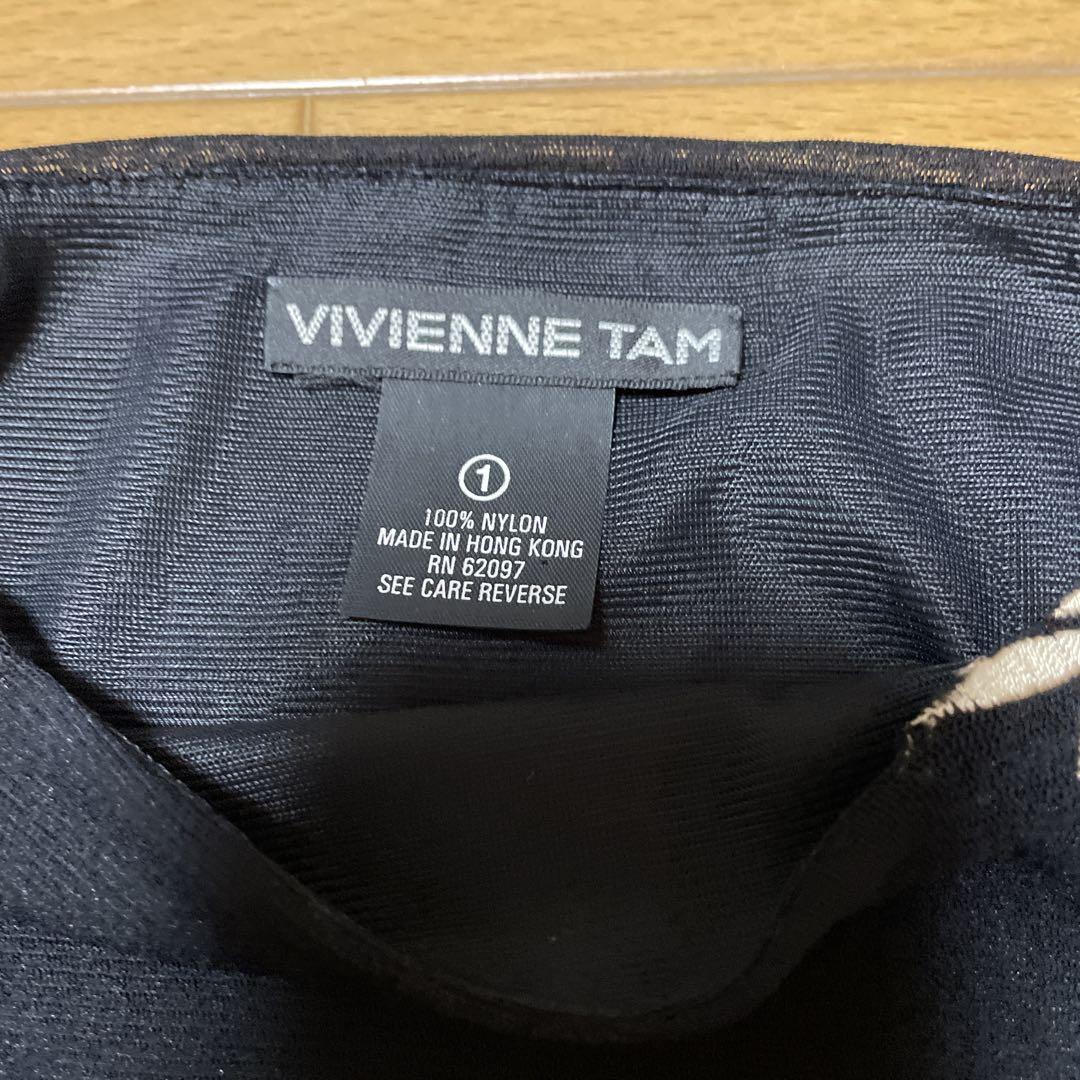 VIVIENNE TAM
1
100% NYLON
MADE IN HONG KONG
RN 62097
SEE CARE REVERSE